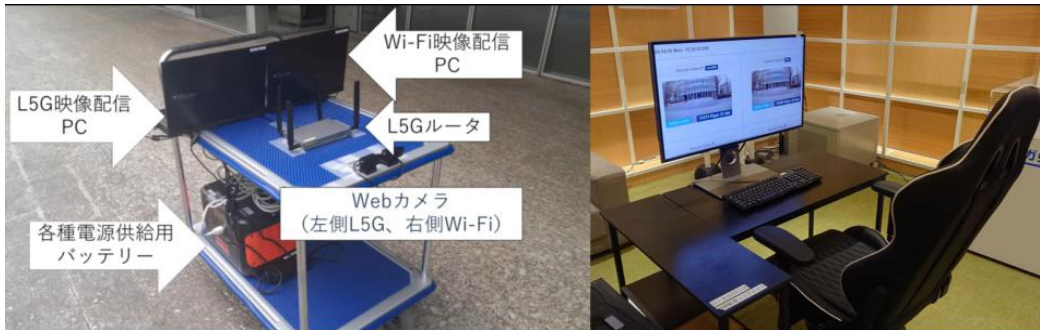 Wi-Fi映像配信
PC
L5G映像配信
PC
L5Gルータ
Webカメラ
（左側L5G、右側Wi-Fi）
各種電源供給用
バッテリー